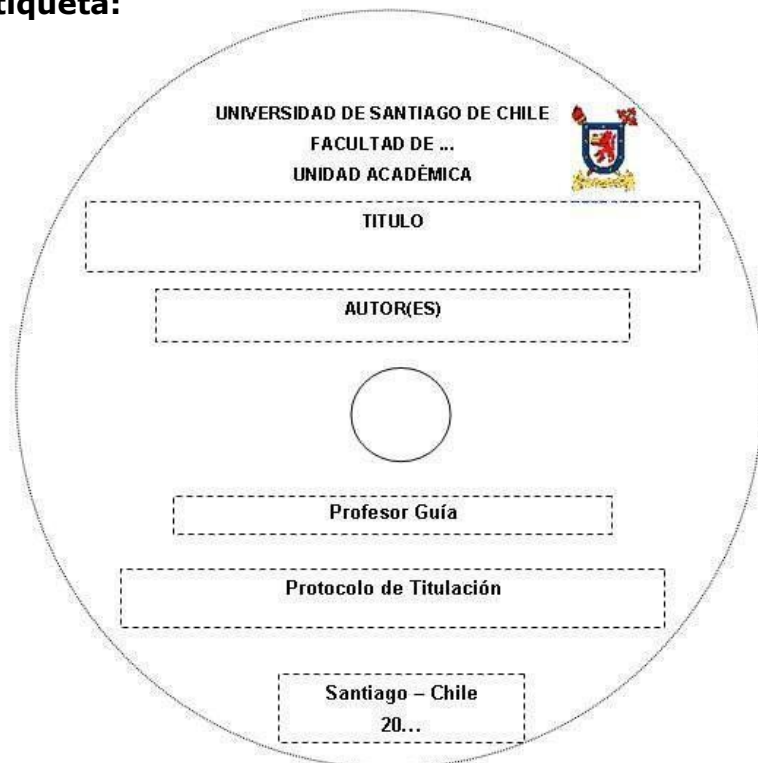 tiqueta:
UNIVERSIDAD DE SANTIAGO DE CHILE
FACULTAD DE ...
UNIDAD ACADÉMICA
TITULO
AUTOR(ES)
Profesor Guía
Protocolo de Titulación
Santiago – Chile
20...